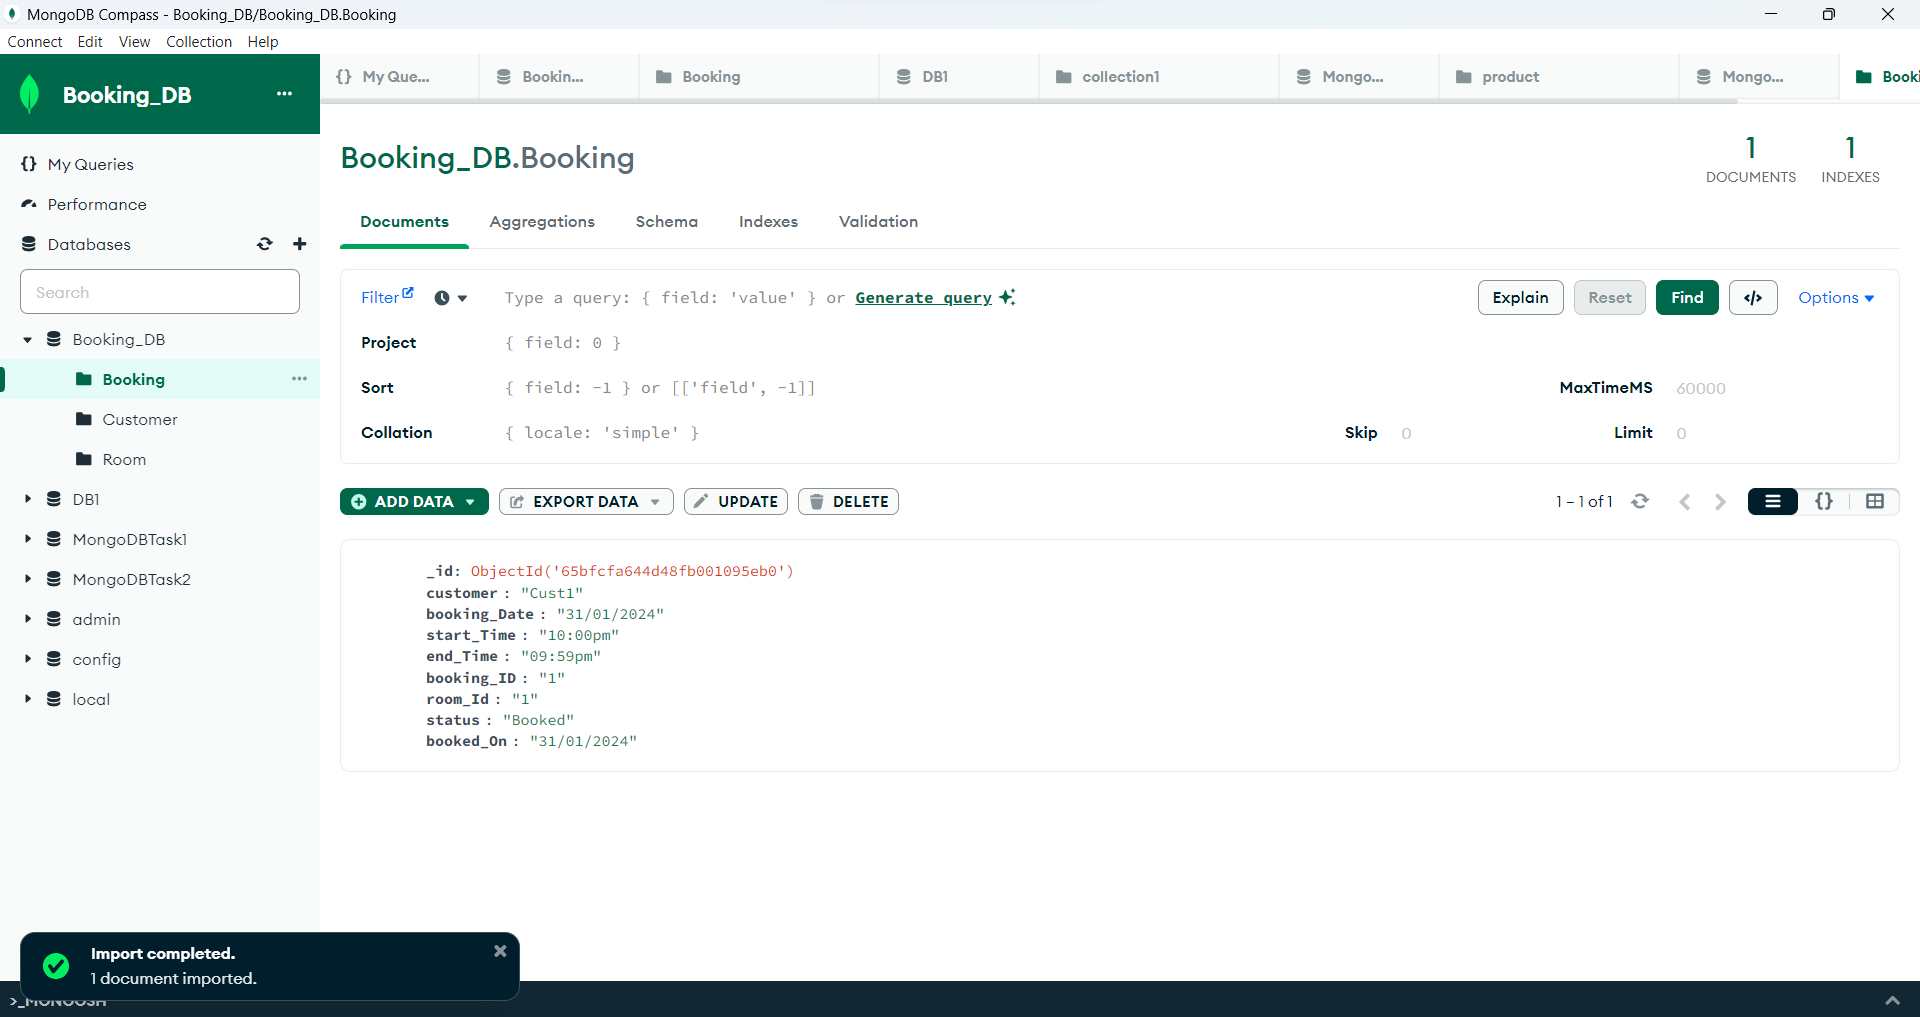 MongoDB Compass - Booking_DB/Booking_DB.Booking
Connect Edit View Collection Help
Booking_DB
My Queries
Performance
Databases
Search
Booking_DB
Booking
Customer
Room
DB1
MongoDBTask1
MongoDBTask2
admin
config
local
{} My Que... Bookin... Booking DB1 collection1 Mongo... product Mongo... Booki
Booking_DB.Booking
1 DOCUMENTS
1 INDEXES
Documents Aggregations Schema Indexes Validation
Filter Type a query: { field: 'value' } or Generate query Explain Reset Find </> Options
Project { field: 0 }
Sort { field: -1 } or [['field', -1]] MaxTimeMS 60000
Collation { locale: 'simple' } Skip 0 Limit 0
ADD DATA EXPORT DATA UPDATE DELETE 1 – 1 of 1 {}
_id: ObjectId('65bfcfa644d48fb001095eb0')
customer : "Cust1"
booking_Date : "31/01/2024"
start_Time : "10:00pm"
end_Time : "09:59pm"
booking_ID : "1"
room_Id : "1"
status : "Booked"
booked_On : "31/01/2024"
Import completed.
1 document imported.
>_MONGOSH